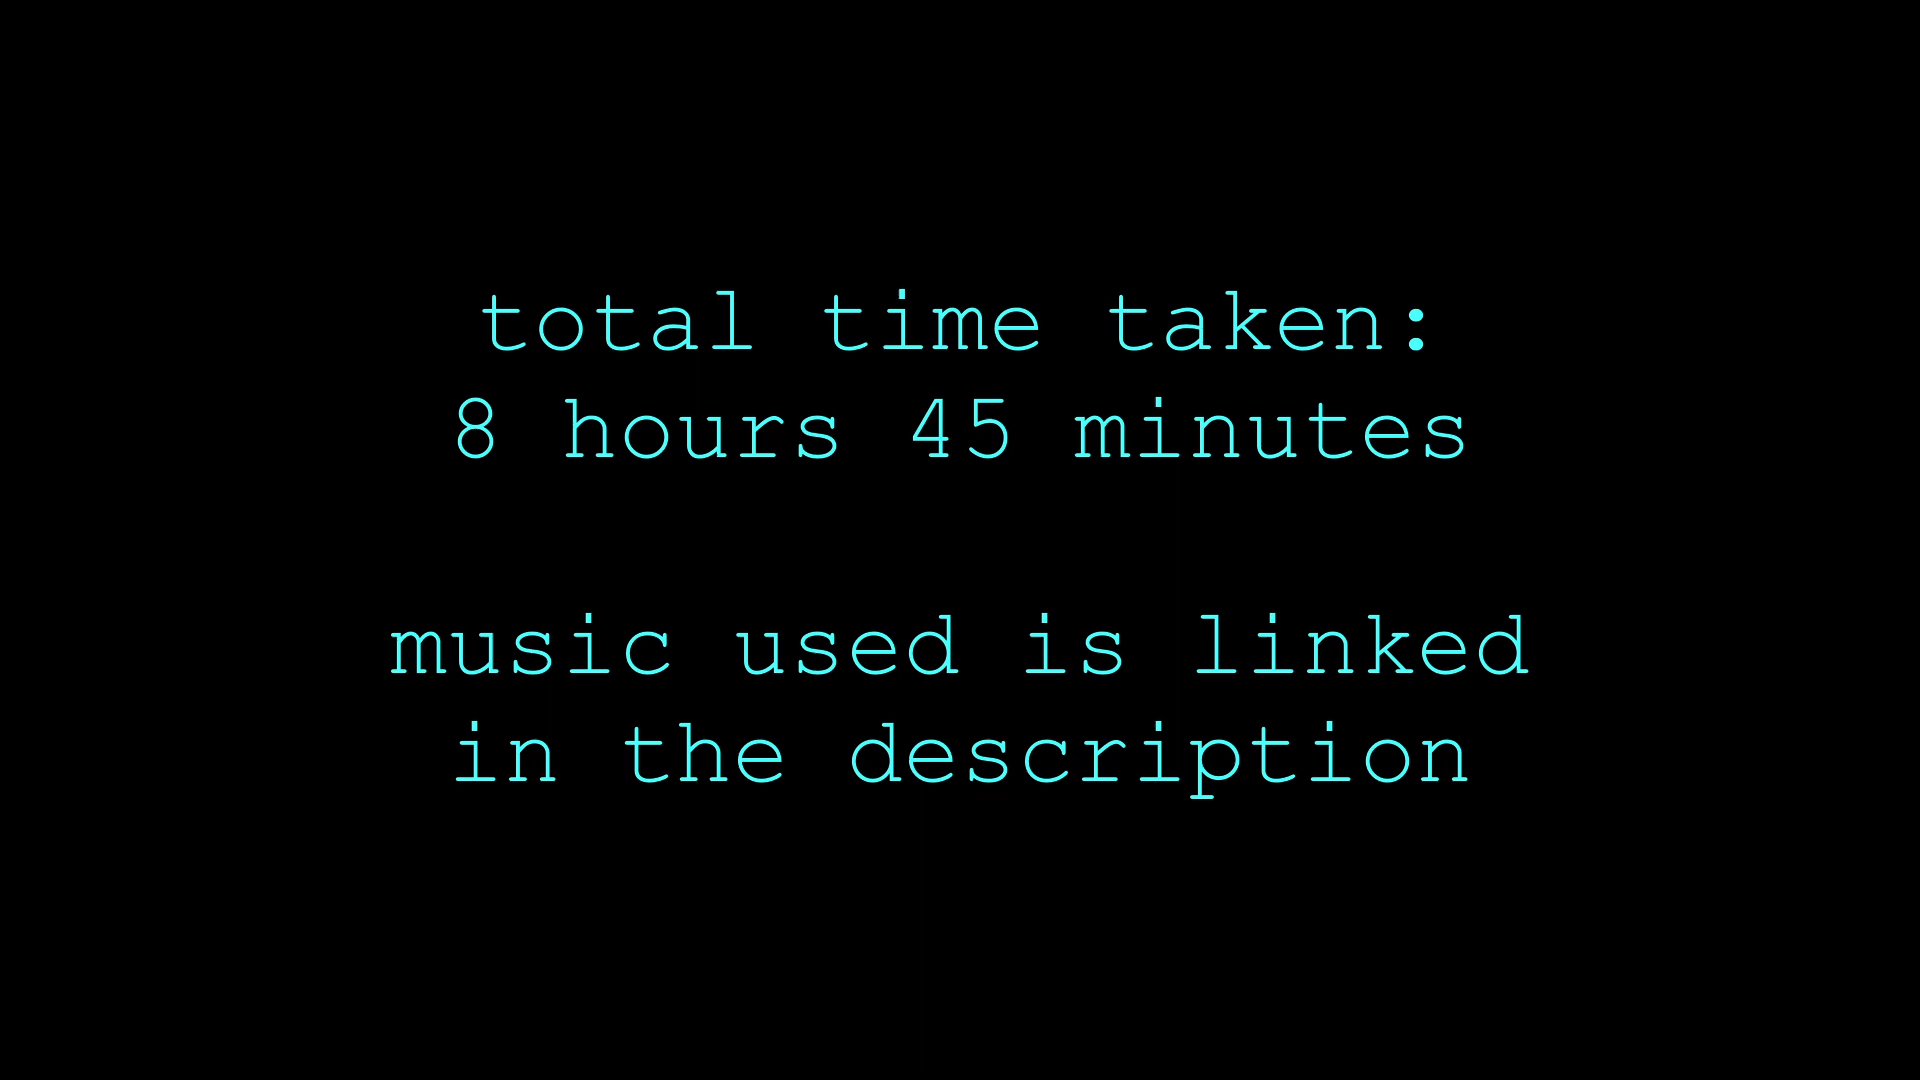 total time taken:
8 hours 45 minutes
music used is linked
in the description